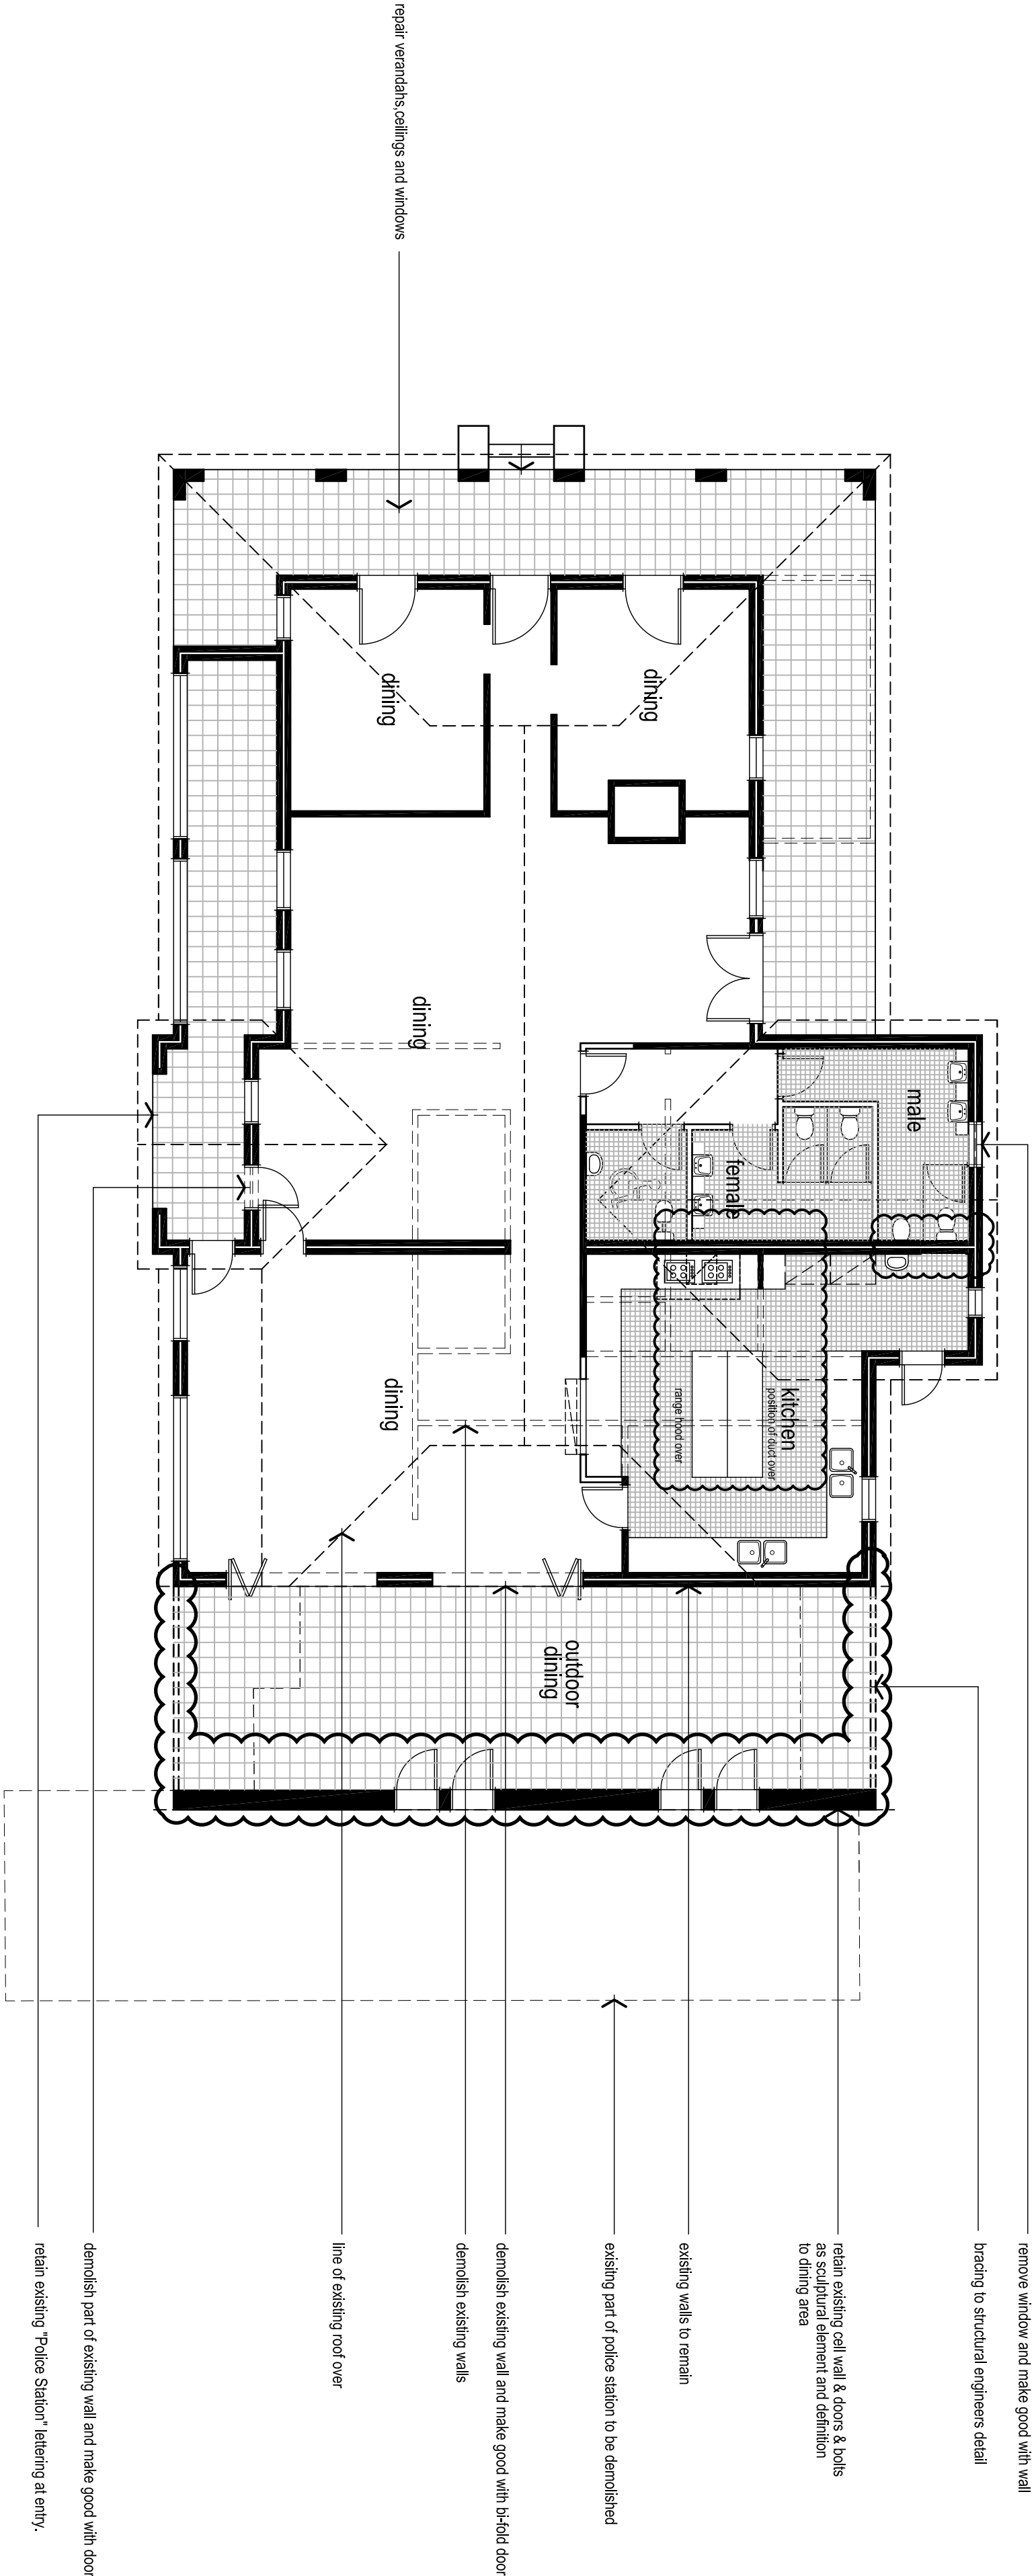 remove window and make good with wall
bracing to structural engineers detail
retain existing cell wall & doors & bolts
as sculptural element and definition
to dining area
existing walls to remain
exisitng part of police station to be demolished
demolish existing wall and make good with bi-fold door
demolish existing walls
line of existing roof over
demolish part of existing wall and make good with door
retain existing "Police Station" lettering at entry.
repair verandahs,ceilings and windows
male
female
kitchen
position of duct over
range hood over
dining
dining
dining
dining
outdoor
dining